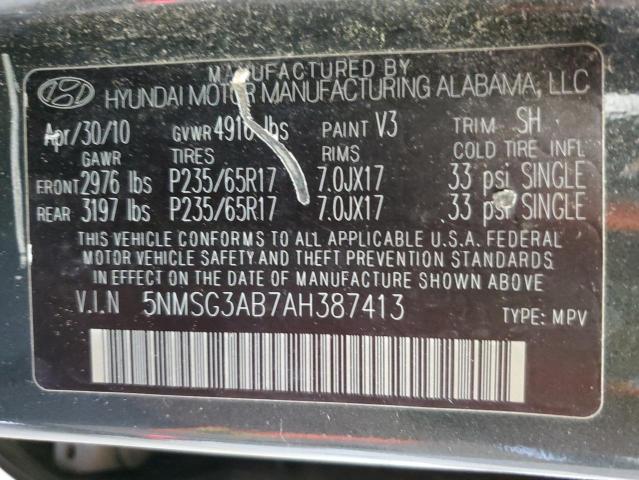 MANUFACTURED BY
HYUNDAI MOTOR MANUFACTURING ALABAMA, LLC
Apr/30/10 GVWR 4916 lbs PAINT V3 TRIM SH
GAWR TIRES RIMS COLD TIRE INFL
FRONT 2976 lbs P235/65R17 7.0JX17 33 psi SINGLE
REAR 3197 lbs P235/65R17 7.0JX17 33 psi SINGLE
THIS VEHICLE CONFORMS TO ALL APPLICABLE U.S.A. FEDERAL
MOTOR VEHICLE SAFETY AND THEFT PREVENTION STANDARDS
IN EFFECT ON THE DATE OF MANUFACTURE SHOWN ABOVE.
V.I.N 5NMSG3AB7AH387413 TYPE: MPV